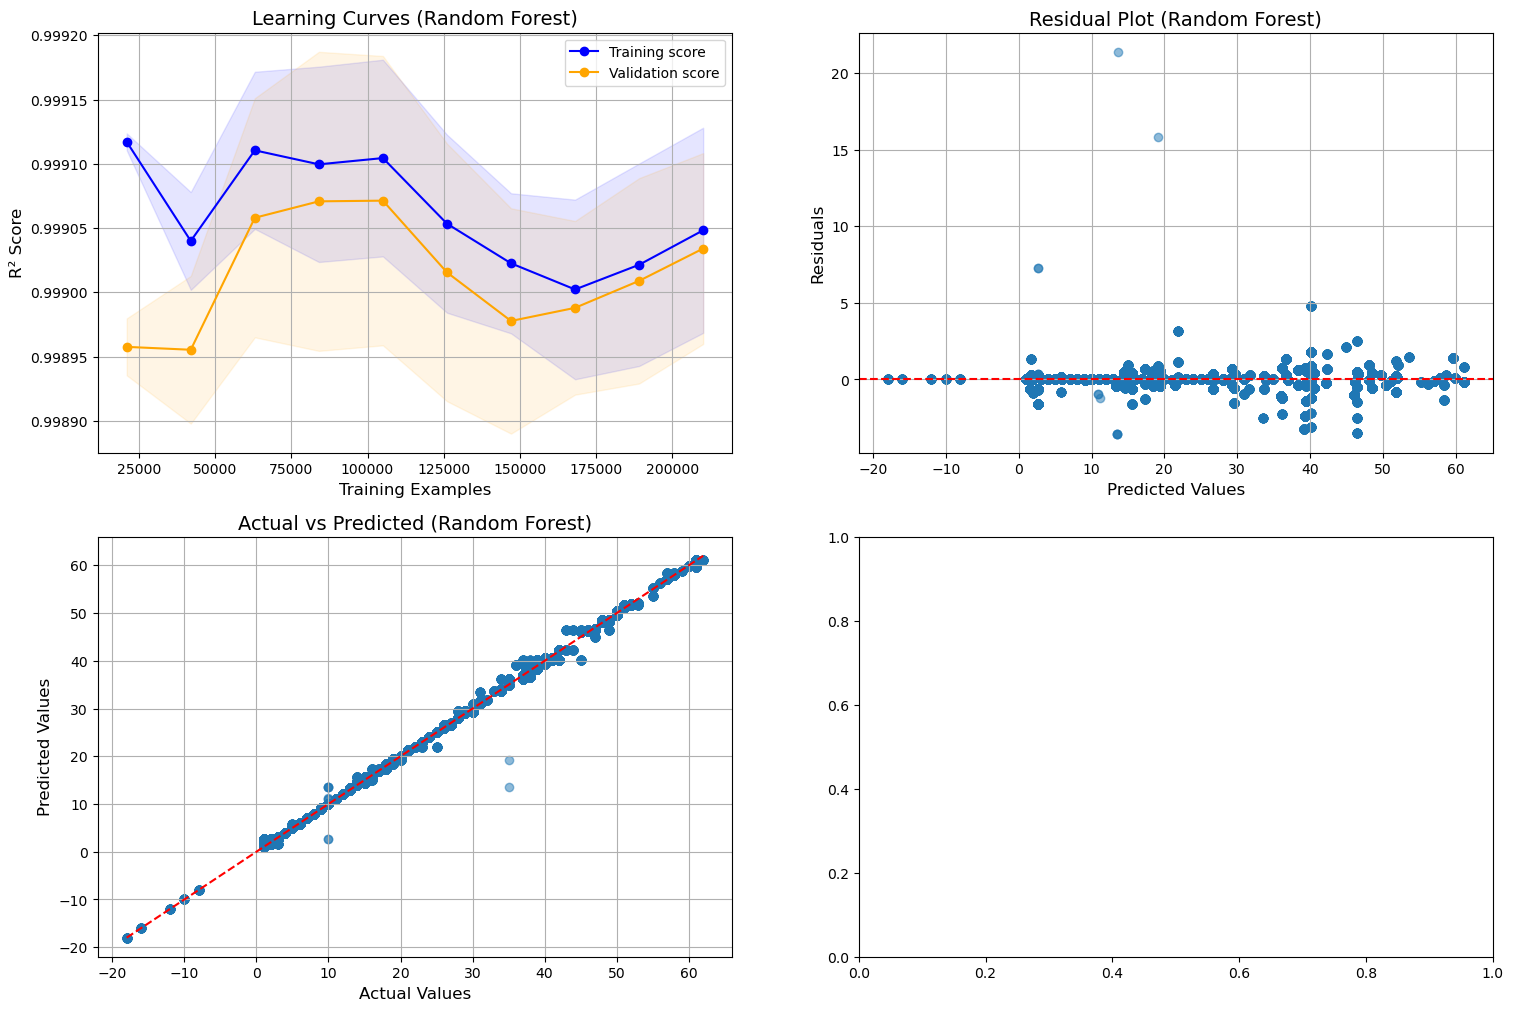 Learning Curves (Random Forest)
0.99920
0.99915
0.99910
0.99905
0.99900
0.99895
0.99890
R² Score
Training score
Validation score
25000 50000 75000 100000 125000 150000 175000 200000
Training Examples
Residual Plot (Random Forest)
20
15
10
5
0
Residuals
−20 −10 0 10 20 30 40 50 60
Predicted Values
Actual vs Predicted (Random Forest)
60
50
40
30
20
10
0
−10
−20
Predicted Values
−20 −10 0 10 20 30 40 50 60
Actual Values
1.0
0.8
0.6
0.4
0.2
0.0
0.0 0.2 0.4 0.6 0.8 1.0